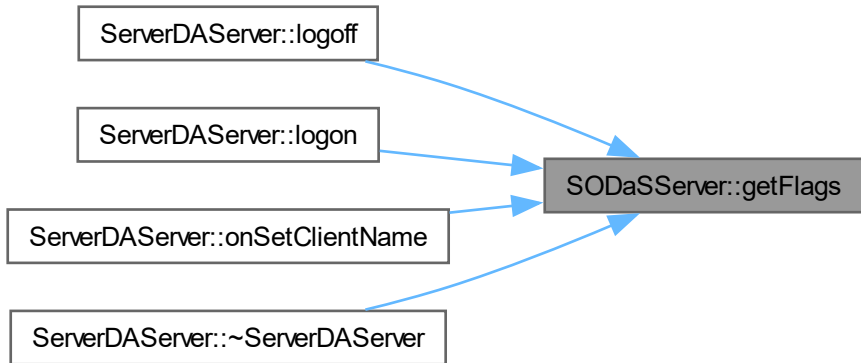 ServerDAServer::logoff
ServerDAServer::logon
SODaSServer::getFlags
ServerDAServer::onSetClientName
ServerDAServer::~ServerDAServer